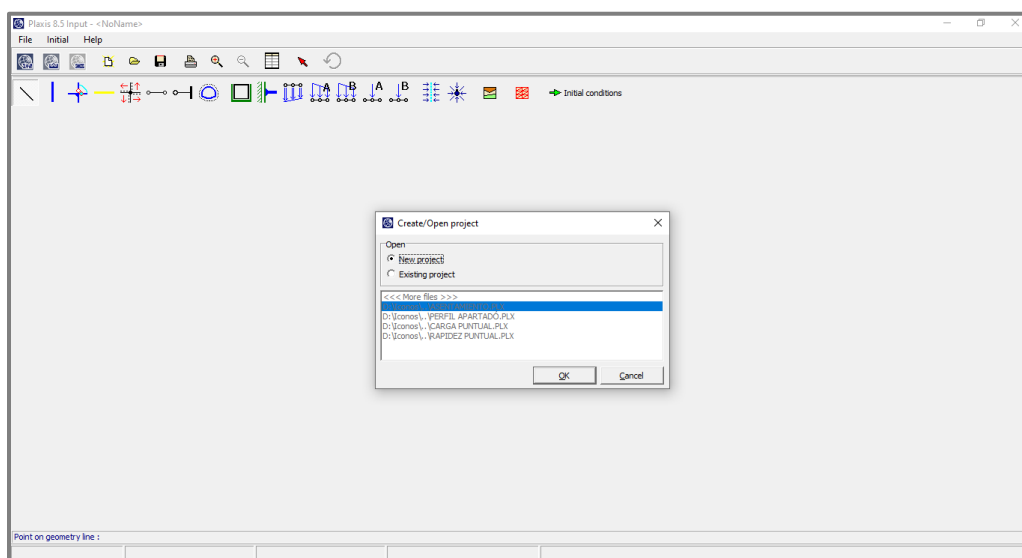 Plaxis 8.5 Input - <NoName>
File Initial Help
A B A B
Initial conditions
Create/Open project
Open
New project
Existing project
<<< More files >>>
D:\Iconos\..\PERFIL APARTADÓ.PLX
D:\Iconos\..\CARGA PUNTUAL.PLX
D:\Iconos\..\RAPIDEZ PUNTUAL.PLX
OK Cancel
Point on geometry line :